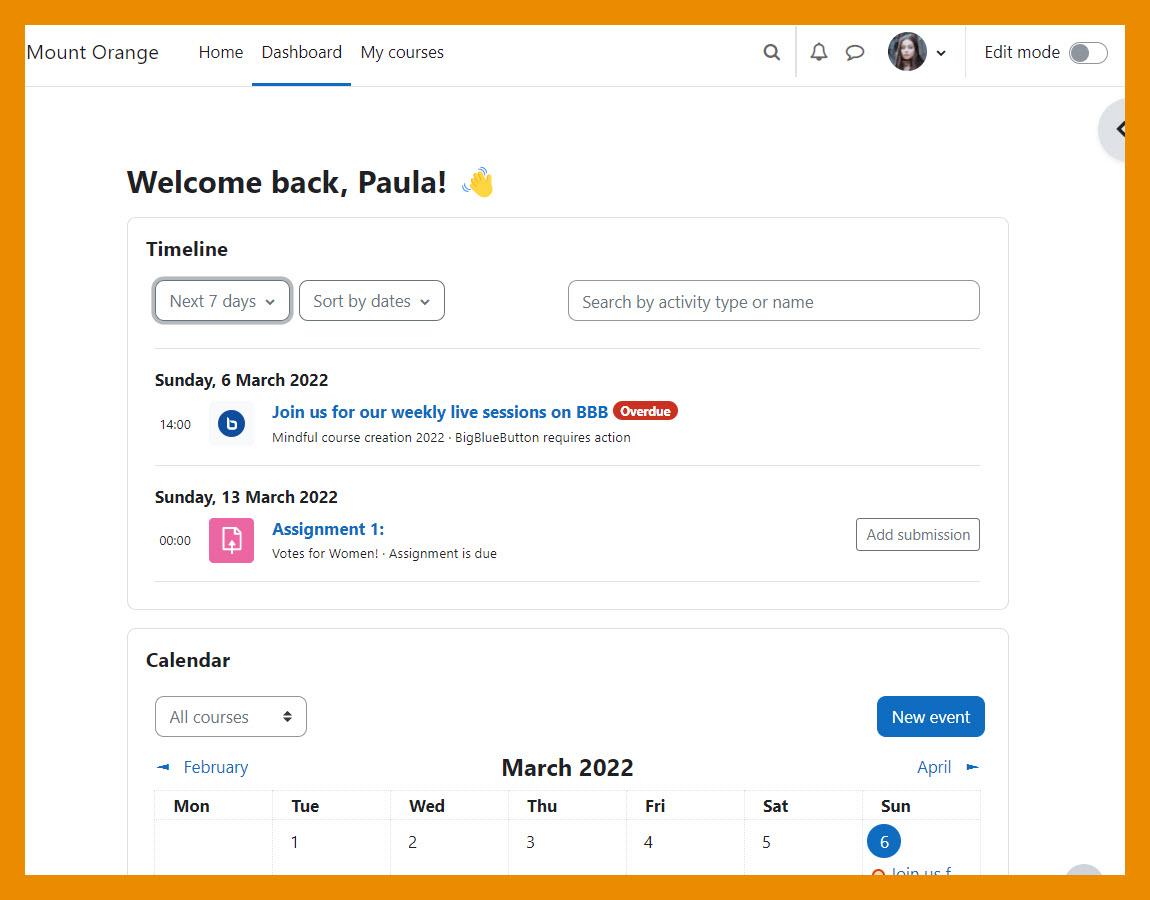 Mount Orange Home Dashboard My courses Edit mode
Welcome back, Paula!
Timeline
Next 7 days Sort by dates Search by activity type or name
Sunday, 6 March 2022
14:00 Join us for our weekly live sessions on BBB Overdue
Mindful course creation 2022 · BigBlueButton requires action
Sunday, 13 March 2022
00:00 Assignment 1: Add submission
Votes for Women! · Assignment is due
Calendar
All courses New event
February March 2022 April
Mon Tue Wed Thu Fri Sat Sun
1 2 3 4 5 6
Join us f